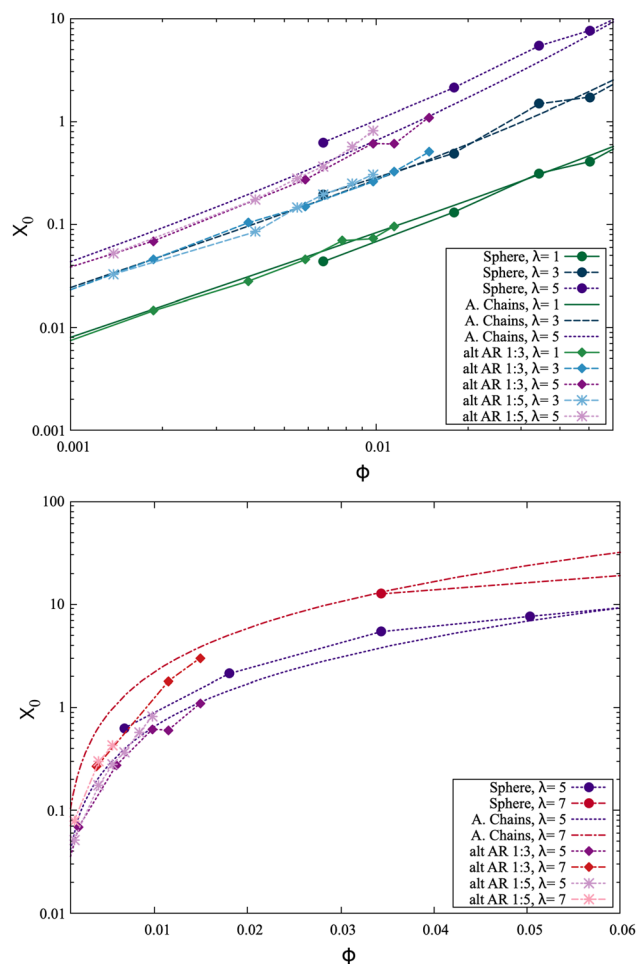 10
1
0.1
0.01
0.001
X0
0.001
0.01
ϕ
Sphere, λ= 1
Sphere, λ= 3
Sphere, λ= 5
A. Chains, λ= 1
A. Chains, λ= 3
A. Chains, λ= 5
alt AR 1:3, λ= 1
alt AR 1:3, λ= 3
alt AR 1:3, λ= 5
alt AR 1:5, λ= 3
alt AR 1:5, λ= 5
100
10
1
0.1
0.01
X0
0.01
0.02
0.03
0.04
0.05
0.06
ϕ
Sphere, λ= 5
Sphere, λ= 7
A. Chains, λ= 5
A. Chains, λ= 7
alt AR 1:3, λ= 5
alt AR 1:3, λ= 7
alt AR 1:5, λ= 5
alt AR 1:5, λ= 7